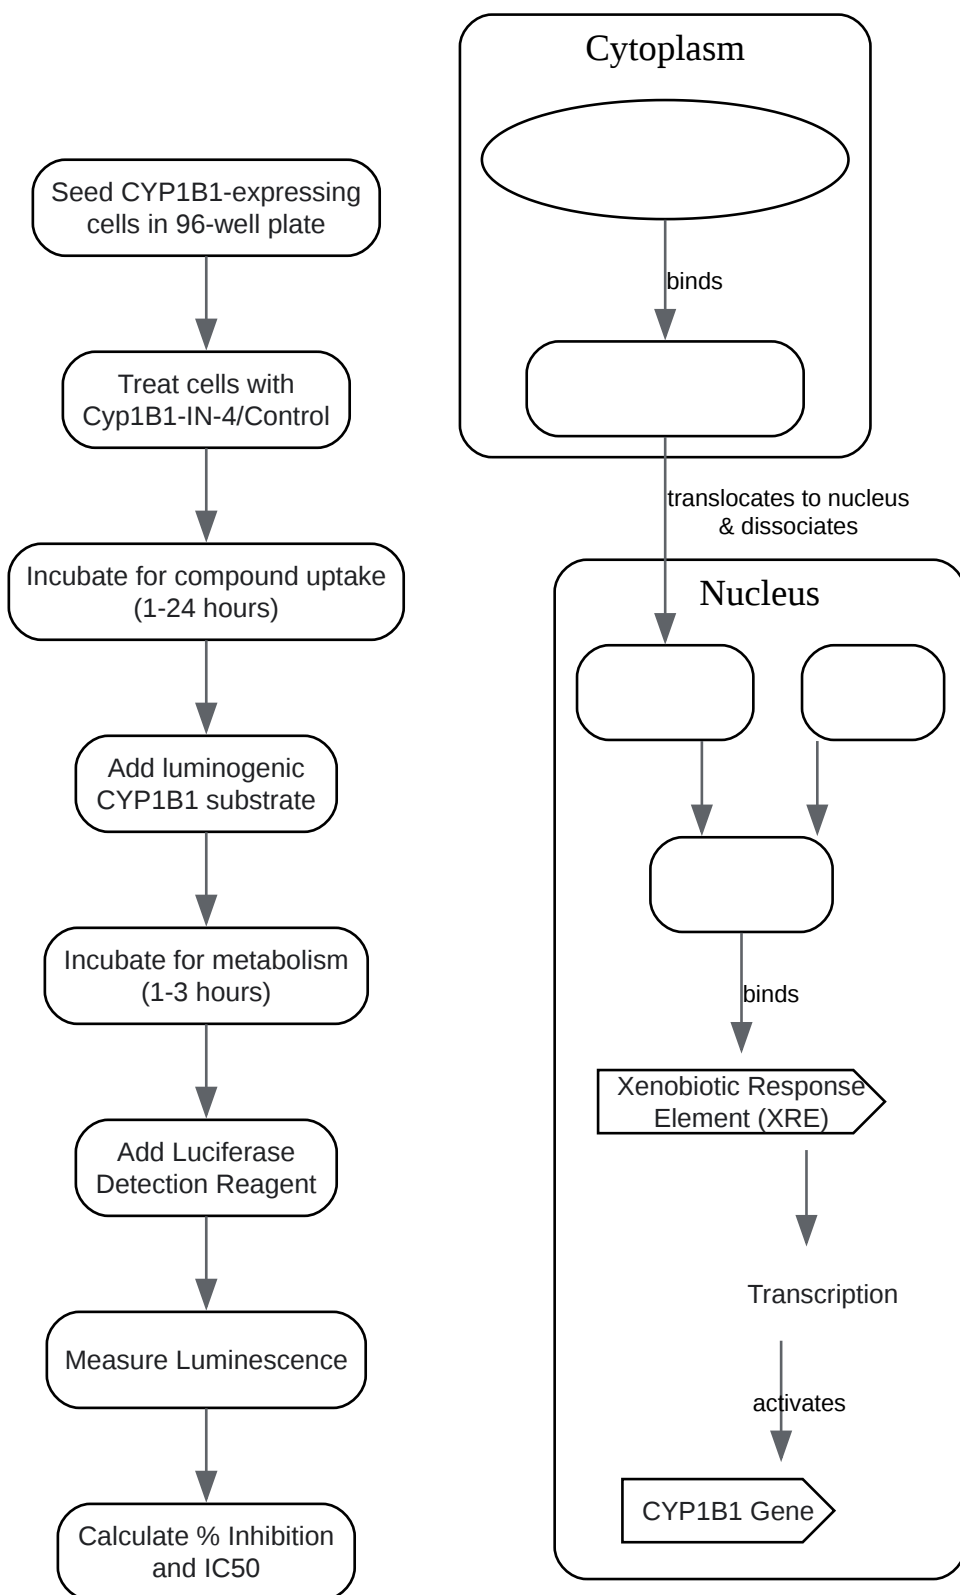 Seed CYP1B1-expressing
cells in 96-well plate
Treat cells with
Cyp1B1-IN-4/Control
Incubate for compound uptake
(1-24 hours)
Add luminogenic
CYP1B1 substrate
Incubate for metabolism
(1-3 hours)
Add Luciferase
Detection Reagent
Measure Luminescence
Calculate % Inhibition
and IC50
Cytoplasm
binds
translocates to nucleus
& dissociates
Nucleus
binds
Xenobiotic Response
Element (XRE)
Transcription
activates
CYP1B1 Gene